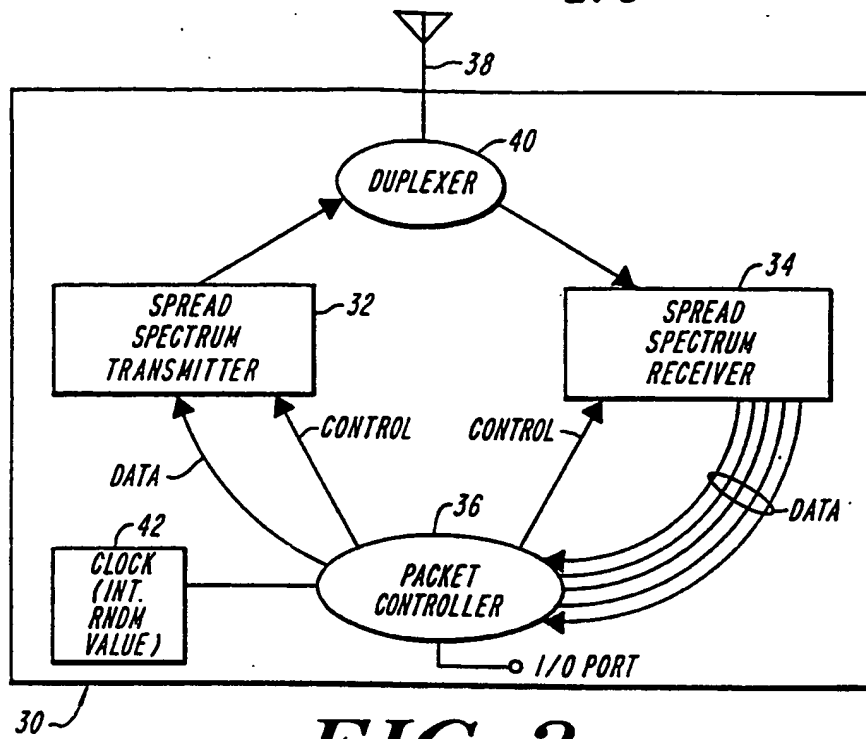 38
40
DUPLEXER
34
SPREAD
SPECTRUM
TRANSMITTER
32
SPREAD
SPECTRUM
RECEIVER
CONTROL
CONTROL
DATA
DATA
36
42
CLOCK
(INT.
RNDM
VALUE)
PACKET
CONTROLLER
I/O PORT
30